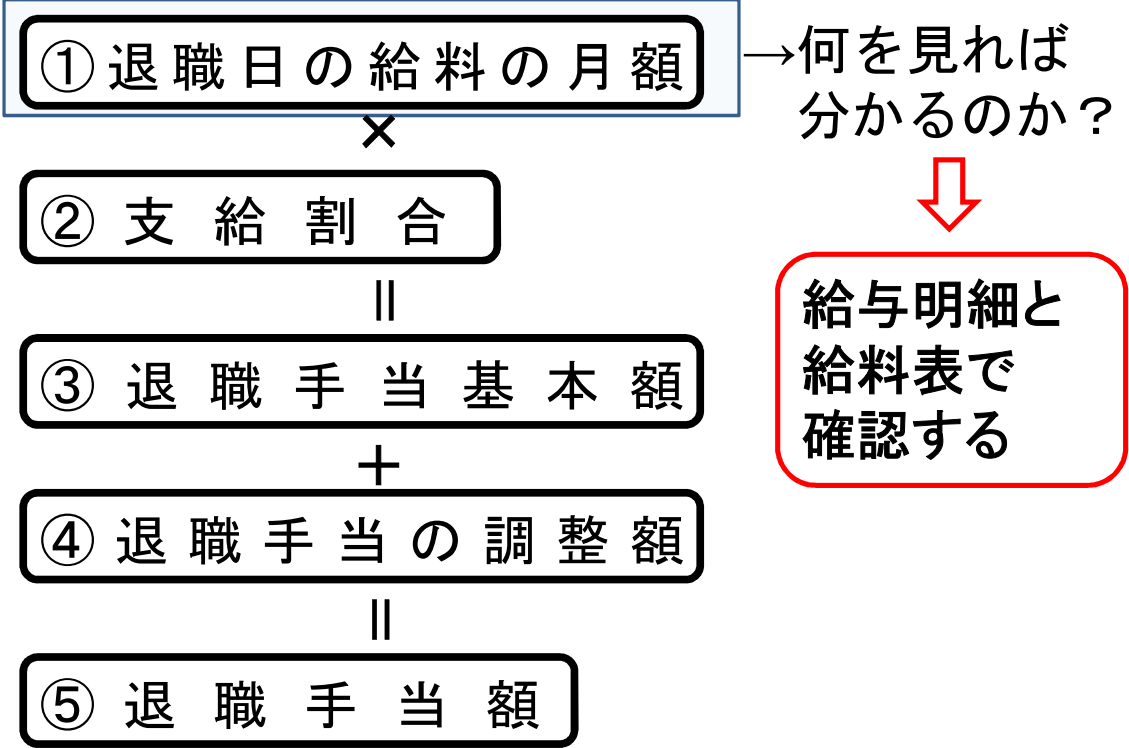 ①退職日の給料の月額
→何を見れば
分かるのか？
×
②支給割合
給与明細と
給料表で
確認する
＝
③退職手当基本額
＋
④退職手当の調整額
＝
⑤退職手当額